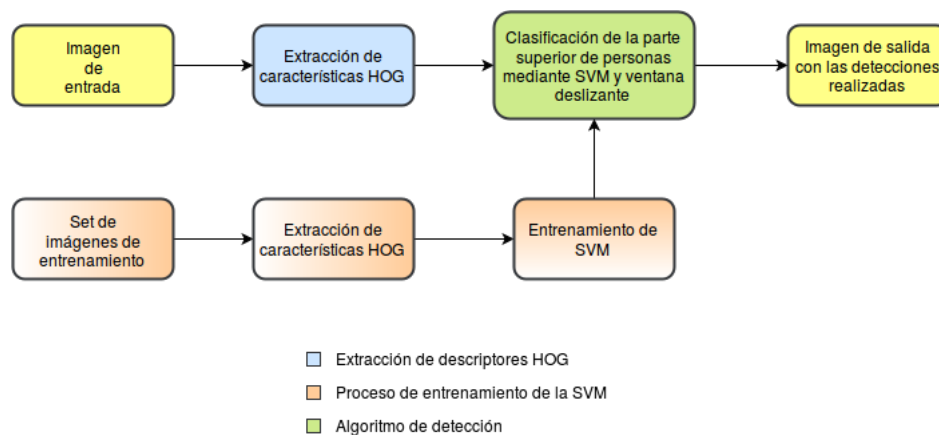 Imagen
de
entrada
Extracción de
características HOG
Clasificación de la parte
superior de personas
mediante SVM y ventana
deslizante
Imagen de salida
con las detecciones
realizadas
Set de
imágenes de
entrenamiento
Extracción de
características HOG
Entrenamiento de
SVM
Extracción de descriptores HOG
Proceso de entrenamiento de la SVM
Algoritmo de detección